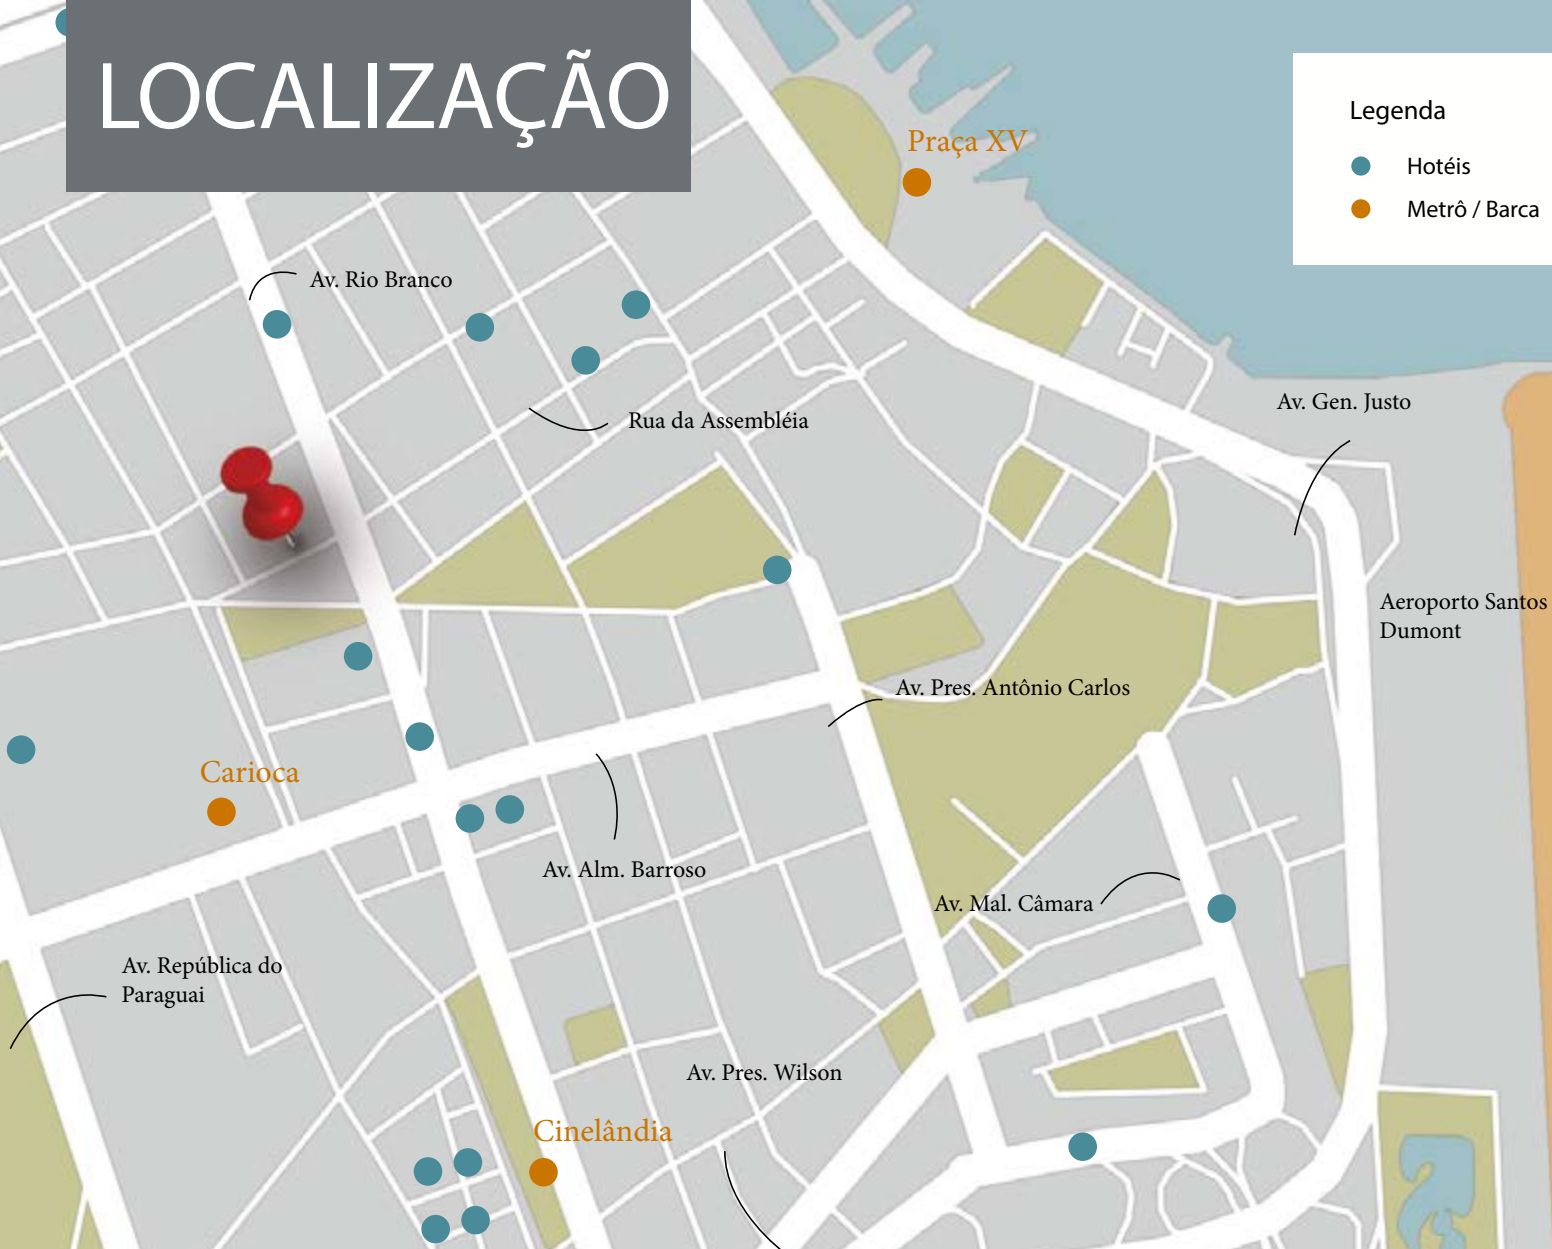 LOCALIZAÇÃO
Legenda
Hotéis
Metrô / Barca
Praça XV
Av. Rio Branco
Rua da Assembléia
Av. Gen. Justo
Aeroporto Santos
Dumont
Av. Pres. Antônio Carlos
Carioca
Av. Alm. Barroso
Av. Mal. Câmara
Av. República do
Paraguai
Av. Pres. Wilson
Cinelândia